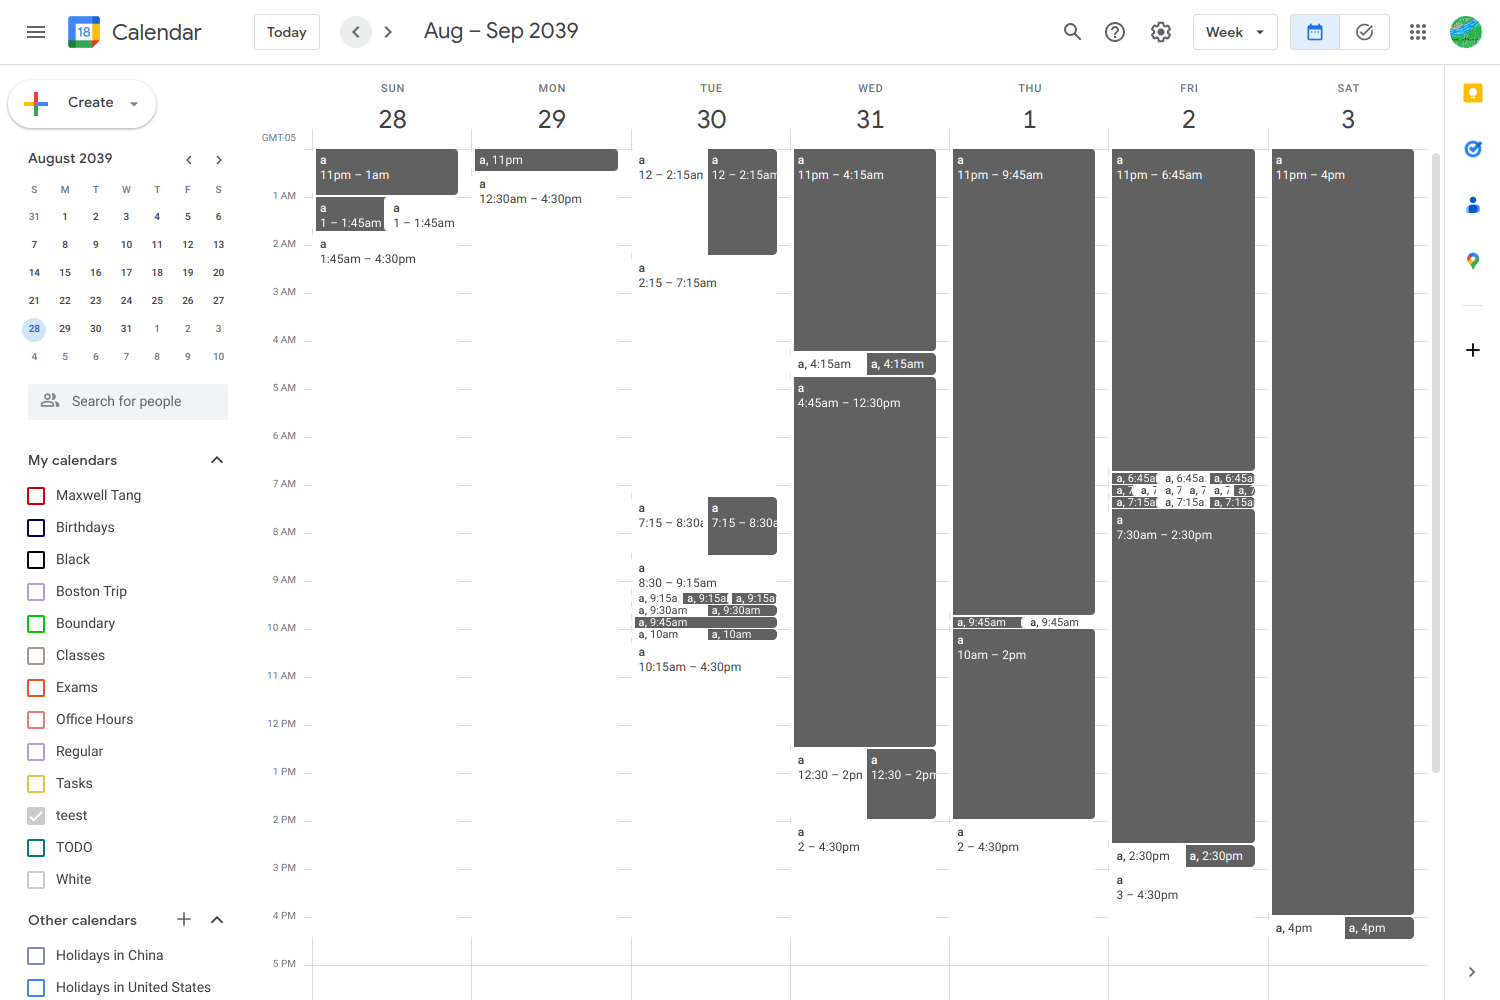 18 Calendar
Today
Aug – Sep 2039
Week
Create
August 2039
S M T W T F S
31 1 2 3 4 5 6
7 8 9 10 11 12 13
14 15 16 17 18 19 20
21 22 23 24 25 26 27
28 29 30 31 1 2 3
4 5 6 7 8 9 10
Search for people
My calendars
Maxwell Tang
Birthdays
Black
Boston Trip
Boundary
Classes
Exams
Office Hours
Regular
Tasks
teest
TODO
White
Other calendars
Holidays in China
Holidays in United States
GMT-05
1 AM
2 AM
3 AM
4 AM
5 AM
6 AM
7 AM
8 AM
9 AM
10 AM
11 AM
12 PM
1 PM
2 PM
3 PM
4 PM
5 PM
SUN
28
a
11pm – 1am
a
1 – 1:45am
a
1 – 1:45am
a
1:45am – 4:30pm
MON
29
a, 11pm
a
12:30am – 4:30pm
TUE
30
a
12 – 2:15am
a
12 – 2:15am
a
2:15 – 7:15am
a
7:15 – 8:30a
a
7:15 – 8:30a
a
8:30 – 9:15am
a, 9:15a
a, 9:15a
a, 9:15a
a, 9:30am
a, 9:30am
a, 9:45am
a, 10am
a, 10am
a
10:15am – 4:30pm
WED
31
a
11pm – 4:15am
a, 4:15am
a, 4:15am
a
4:45am – 12:30pm
a
12:30 – 2pm
a
12:30 – 2pm
a
2 – 4:30pm
THU
1
a
11pm – 9:45am
a, 9:45am
a, 9:45am
a
10am – 2pm
a
2 – 4:30pm
FRI
2
a
11pm – 6:45am
a, 6:45a
a, 6:45a
a, 6:45a
a, 7
a, 7
a, 7
a, 7
a, 7
a, 7
a, 7:15a
a, 7:15a
a, 7:15a
a
7:30am – 2:30pm
a, 2:30pm
a, 2:30pm
a
3 – 4:30pm
SAT
3
a
11pm – 4pm
a, 4pm
a, 4pm